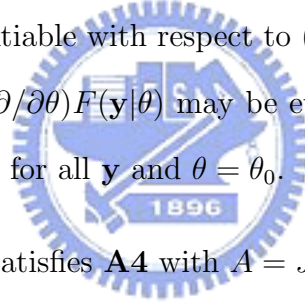 tiable with respect to (
∂/∂θ)F(y|θ) may be e
for all y and θ = θ₀.
1896
atisfies A4 with A = J